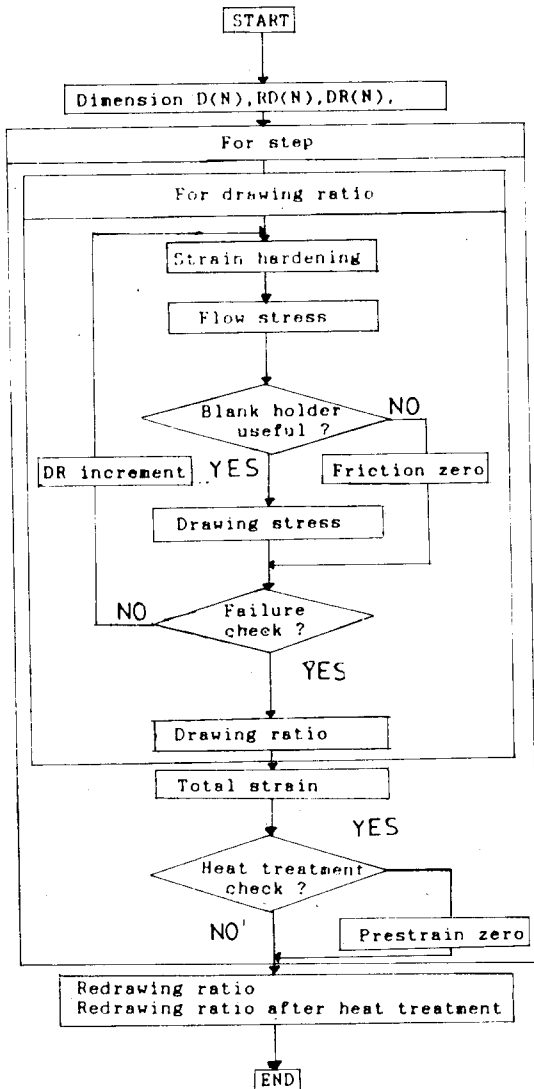 START
Dimension D(N),RD(N),DR(N),
For step
For drawing ratio
Strain hardening
Flow stress
Blank holder
useful ?
NO
DR increment
YES
Friction zero
Drawing stress
NO
Failure
check ?
YES
Drawing ratio
Total strain
YES
Heat treatment
check ?
NO'
Prestrain zero
Redrawing ratio
Redrawing ratio after heat treatment
END